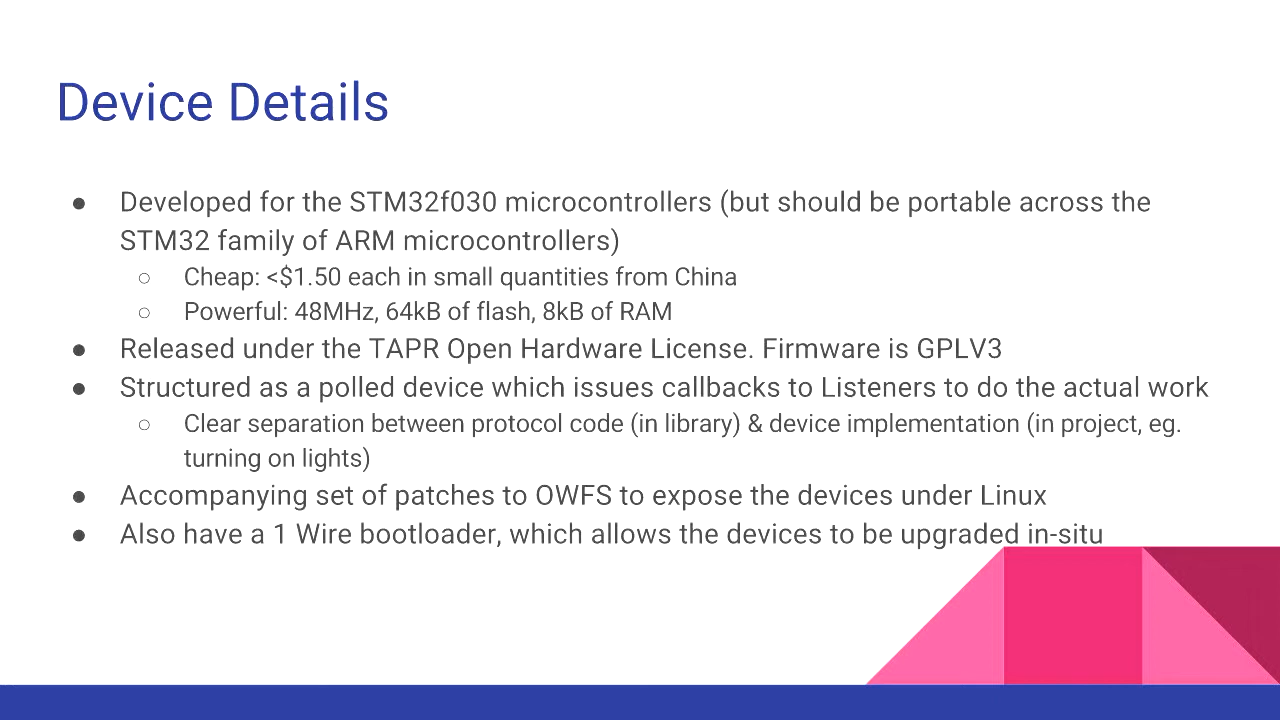 Device Details
● Developed for the STM32f030 microcontrollers (but should be portable across the
STM32 family of ARM microcontrollers)
○ Cheap: <$1.50 each in small quantities from China
○ Powerful: 48MHz, 64kB of flash, 8kB of RAM
● Released under the TAPR Open Hardware License. Firmware is GPLV3
● Structured as a polled device which issues callbacks to Listeners to do the actual work
○ Clear separation between protocol code (in library) & device implementation (in project, eg.
turning on lights)
● Accompanying set of patches to OWFS to expose the devices under Linux
● Also have a 1 Wire bootloader, which allows the devices to be upgraded in-situ